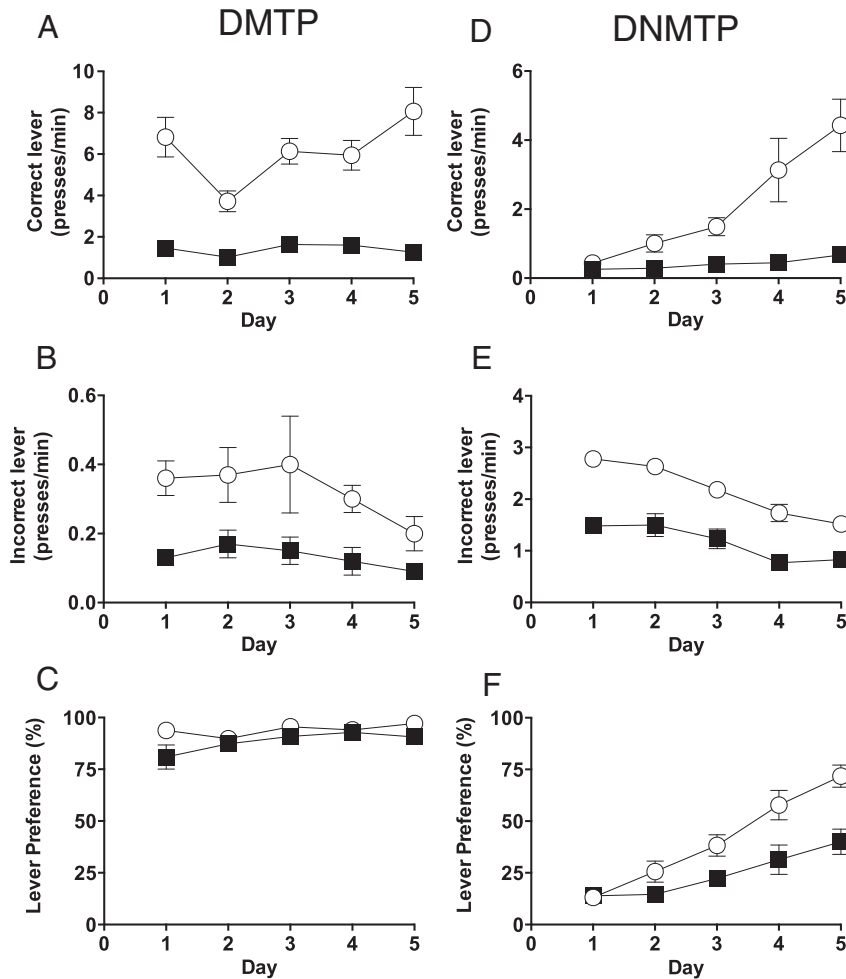 A
DMTP
Correct lever
(presses/min)
10
8
6
4
2
0
0
1
2
3
4
5
Day
D
DNMTP
Correct lever
(presses/min)
6
4
2
0
0
1
2
3
4
5
Day
B
Incorrect lever
(presses/min)
0.6
0.4
0.2
0.0
0
1
2
3
4
5
Day
E
Incorrect lever
(presses/min)
4
3
2
1
0
0
1
2
3
4
5
Day
C
Lever Preference (%)
100
75
50
25
0
0
1
2
3
4
5
Day
F
Lever Preference (%)
100
75
50
25
0
0
1
2
3
4
5
Day